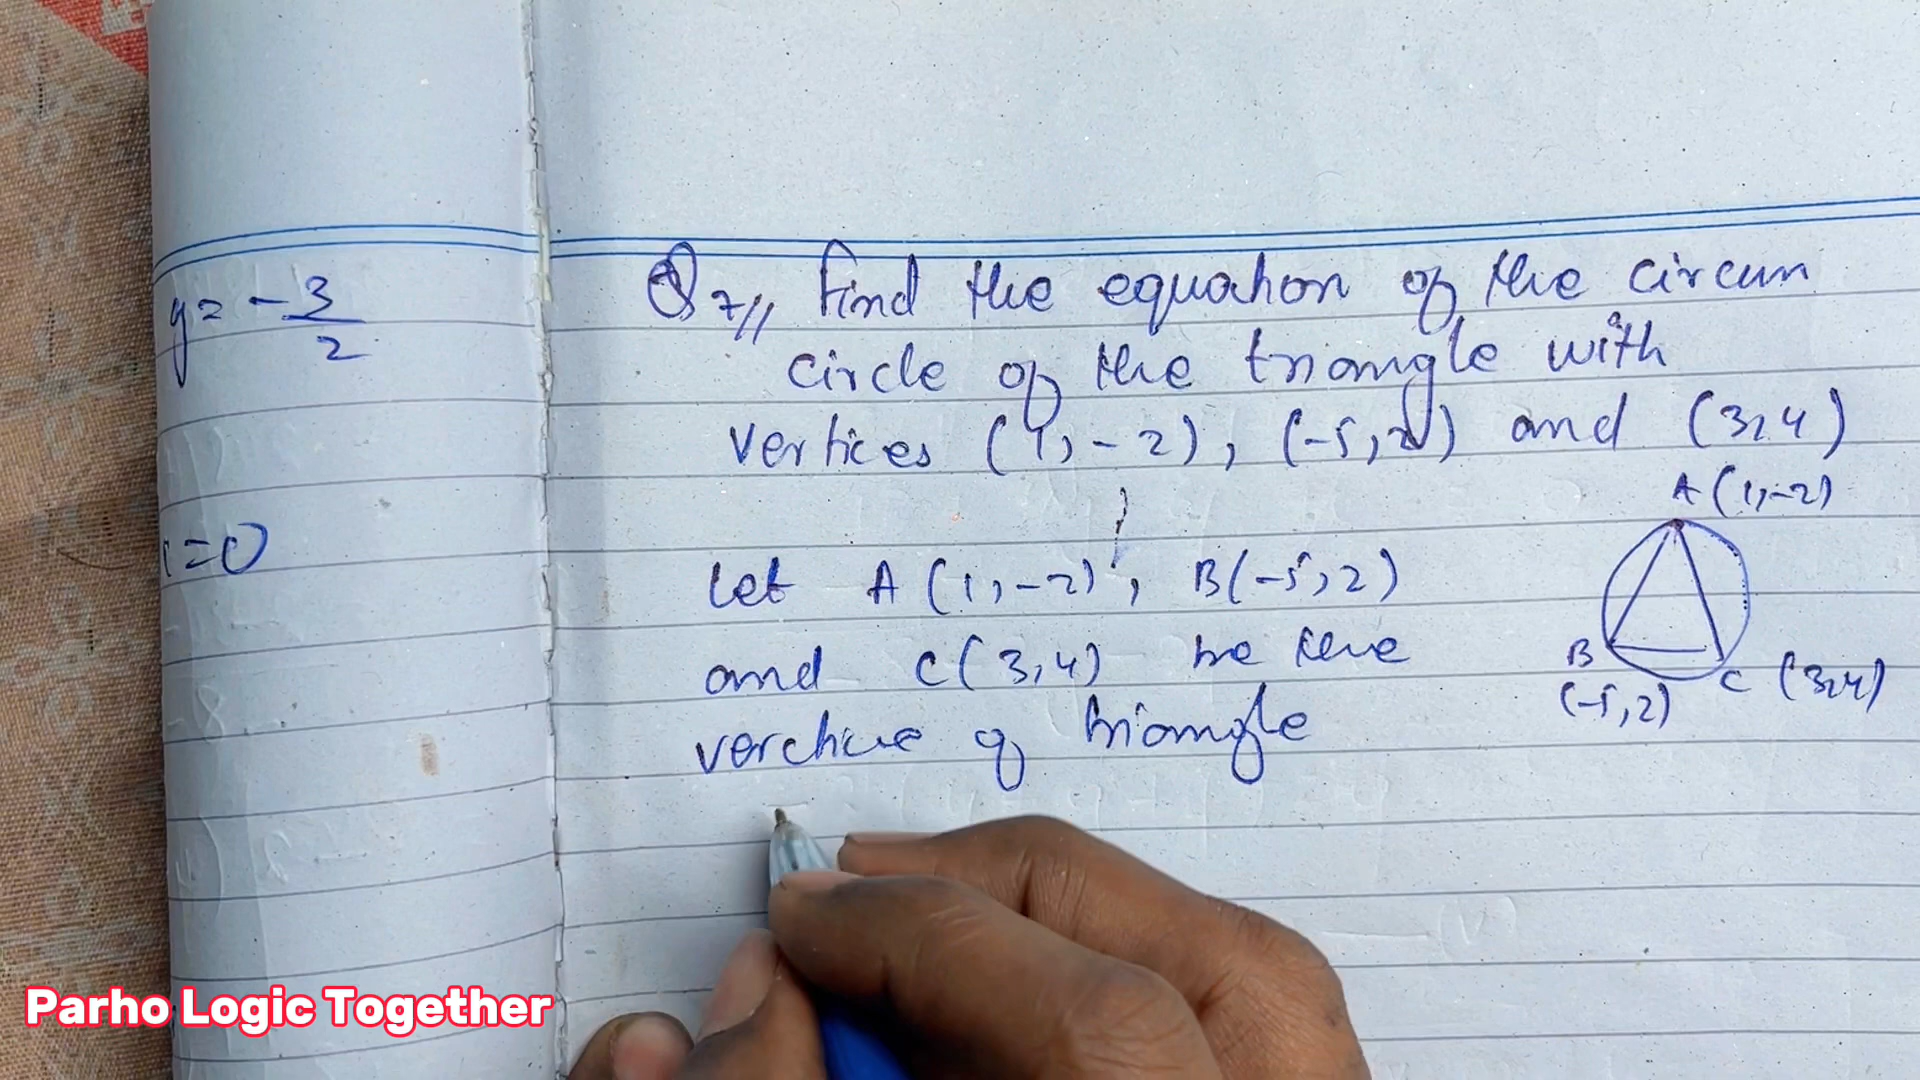 y = -3/2
=0
Q7// Find the equation of the circum
circle of the triangle with
vertices (1,-2), (-5,2) and (3,4)
A (1,-2)
Let A (1,-2), B(-5,2)
and C(3,4) be the
B
C (3,4)
(-5,2)
of triangle
Parho Logic Together